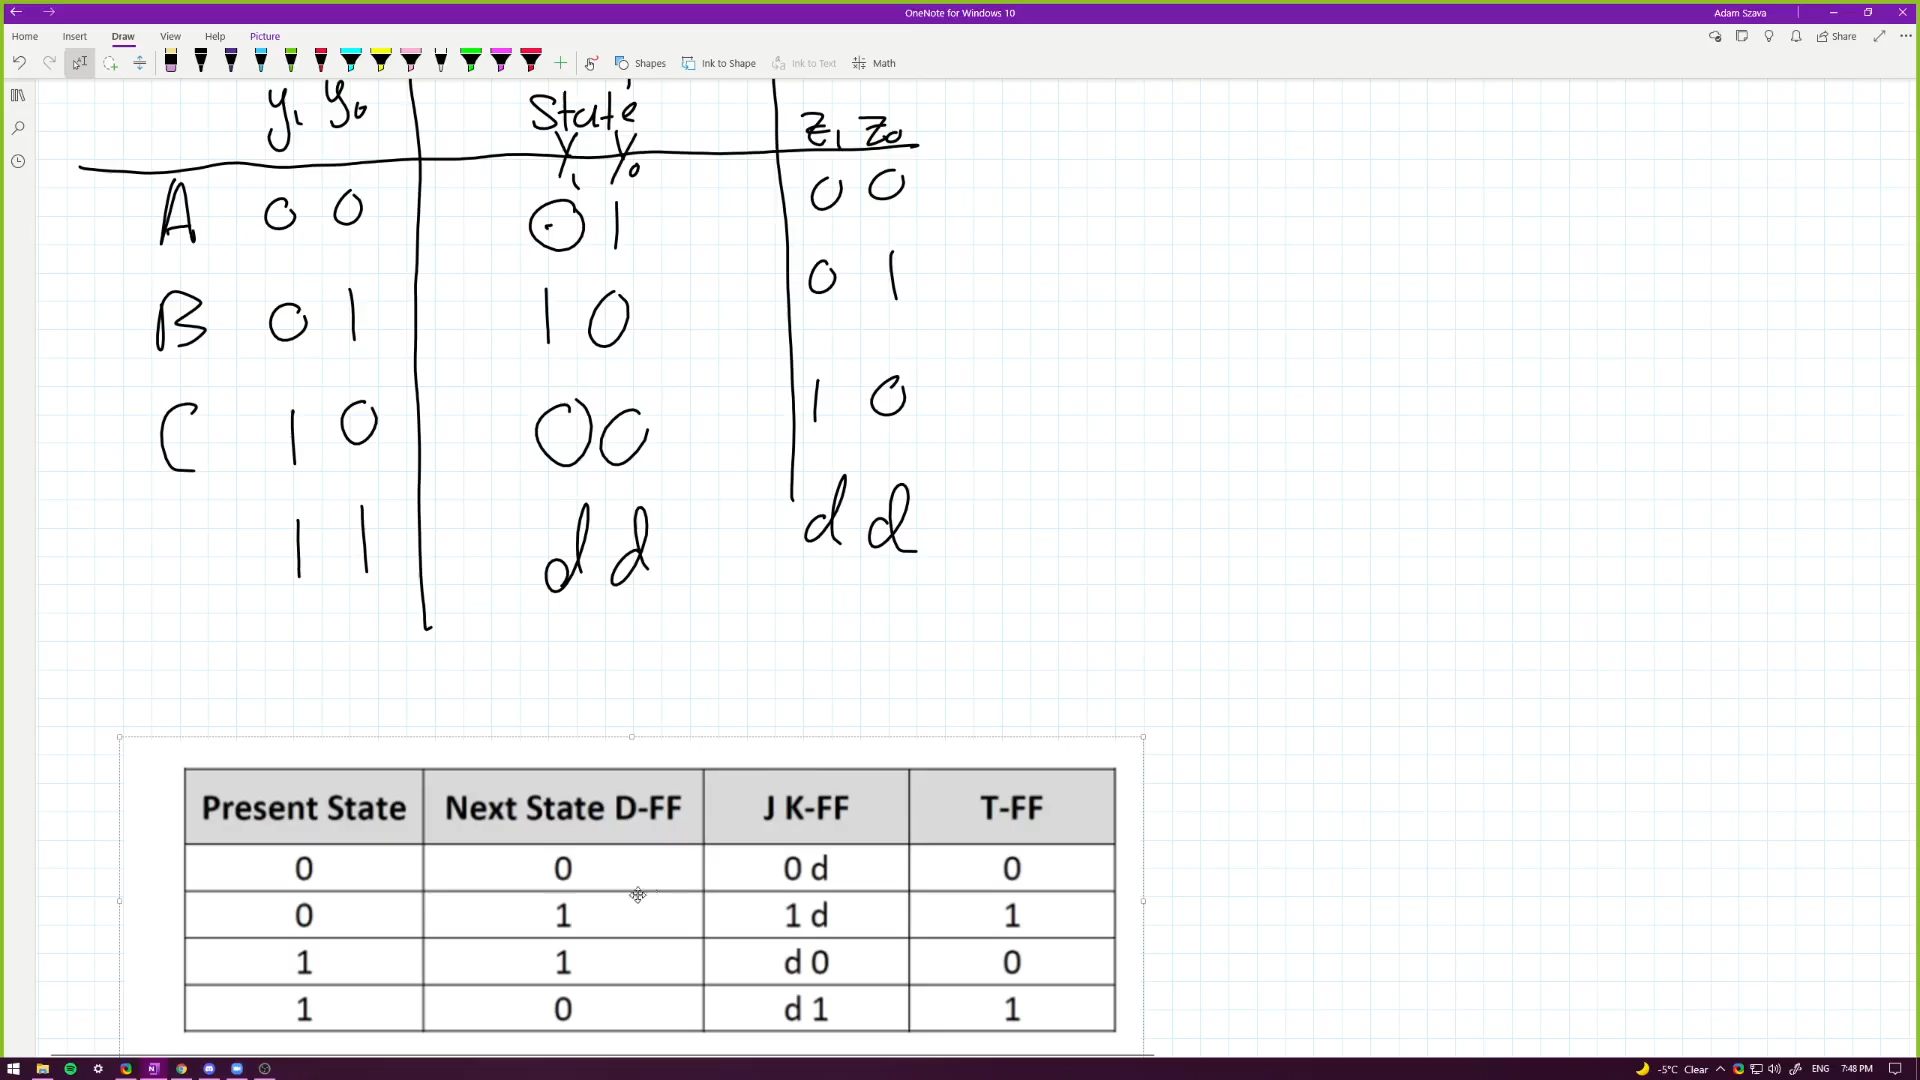 OneNote for Windows 10
Adam Szava
Home Insert Draw View Help Picture
Share
Shapes Ink to Shape Ink to Text Math
y1 y0 State z1 z0
Y1 Y0
A 0 0 0 1 0 0
B 0 1 1 0 0 1
C 1 0 0 0 1 0
1 1 d d d d
Present State Next State D-FF J K-FF T-FF
0 0 0 d 0
0 1 1 d 1
1 1 d 0 0
1 0 d 1 1
-5°C Clear ENG 7:48 PM